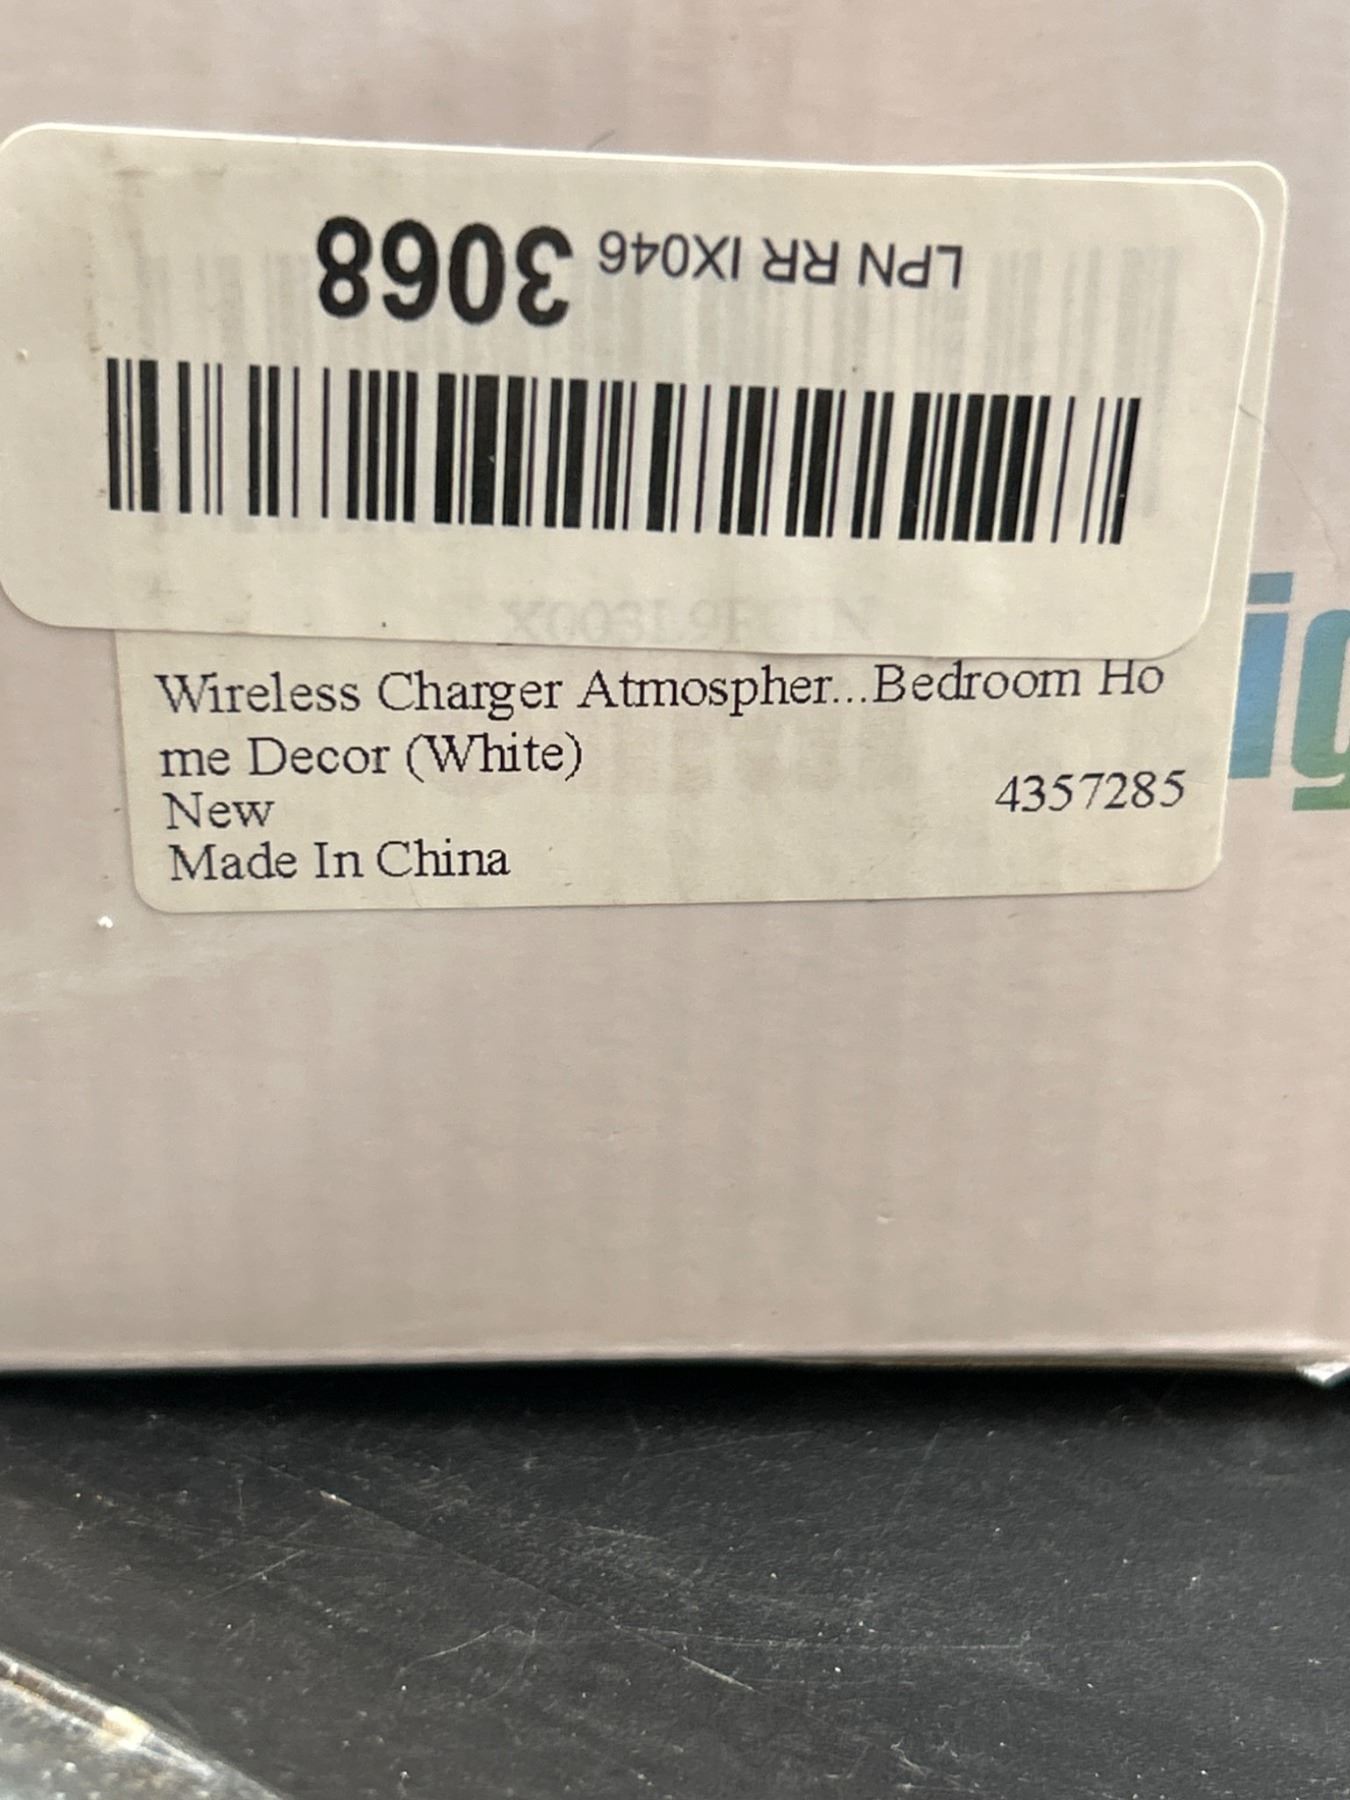 LPN RR IX046 3068
Wireless Charger Atmospher...Bedroom Ho
me Decor (White)
New
4357285
Made In China